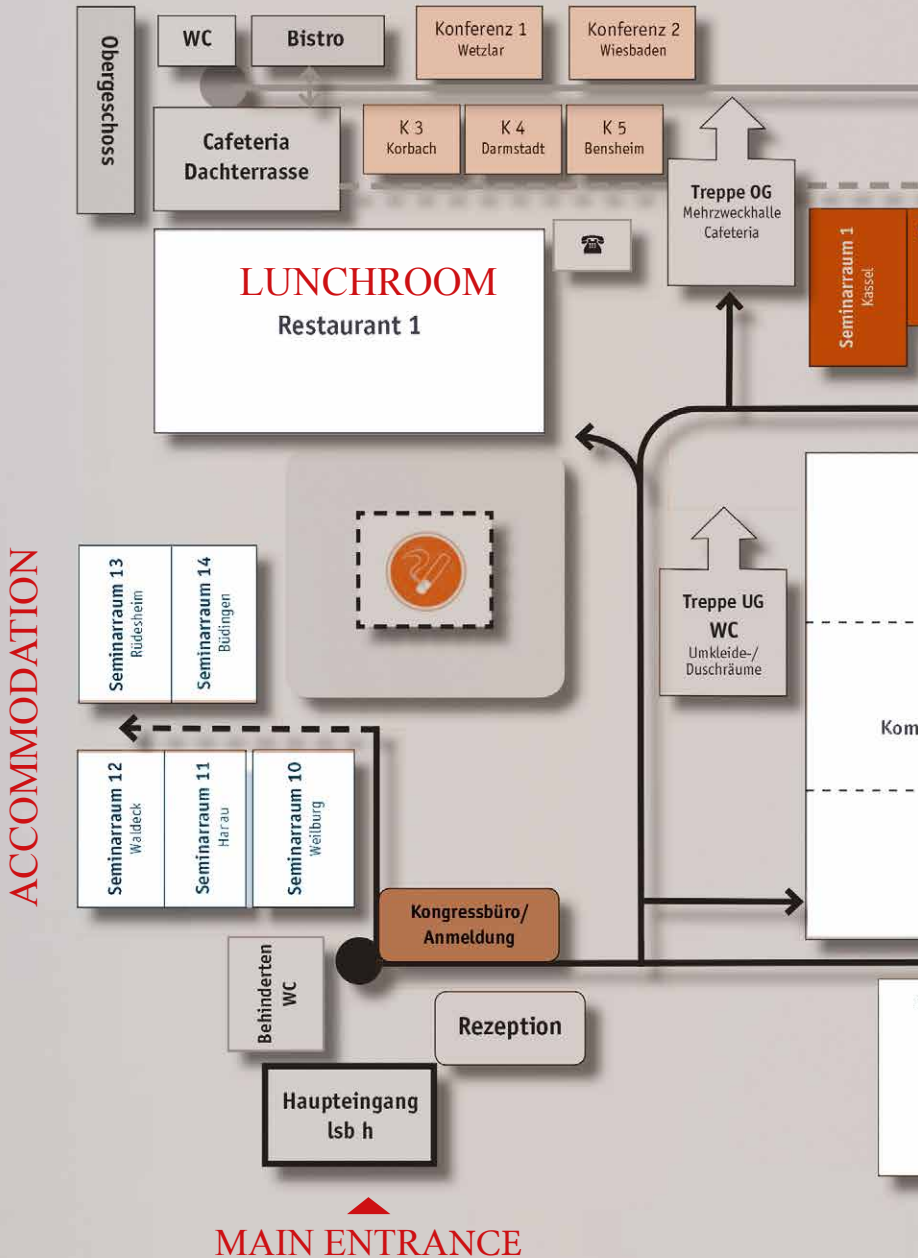 Obergeschoss
WC
Bistro
Konferenz 1
Wetzlar
Konferenz 2
Wiesbaden
Cafeteria
Dachterrasse
K 3
Korbach
K 4
Darmstadt
K 5
Bensheim
Treppe OG
Mehrzweckhalle
Cafeteria
Seminarraum 1
Kassel
LUNCHROOM
Restaurant 1
ACCOMMODATION
Seminarraum 13
Rüdesheim
Seminarraum 14
Büdingen
Treppe UG
WC
Umkleide-/
Duschräume
Kom
Seminarraum 12
Waldeck
Seminarraum 11
Harau
Seminarraum 10
Weilburg
Kongressbüro/
Anmeldung
Behinderten
WC
Rezeption
Haupteingang
lsb h
MAIN ENTRANCE